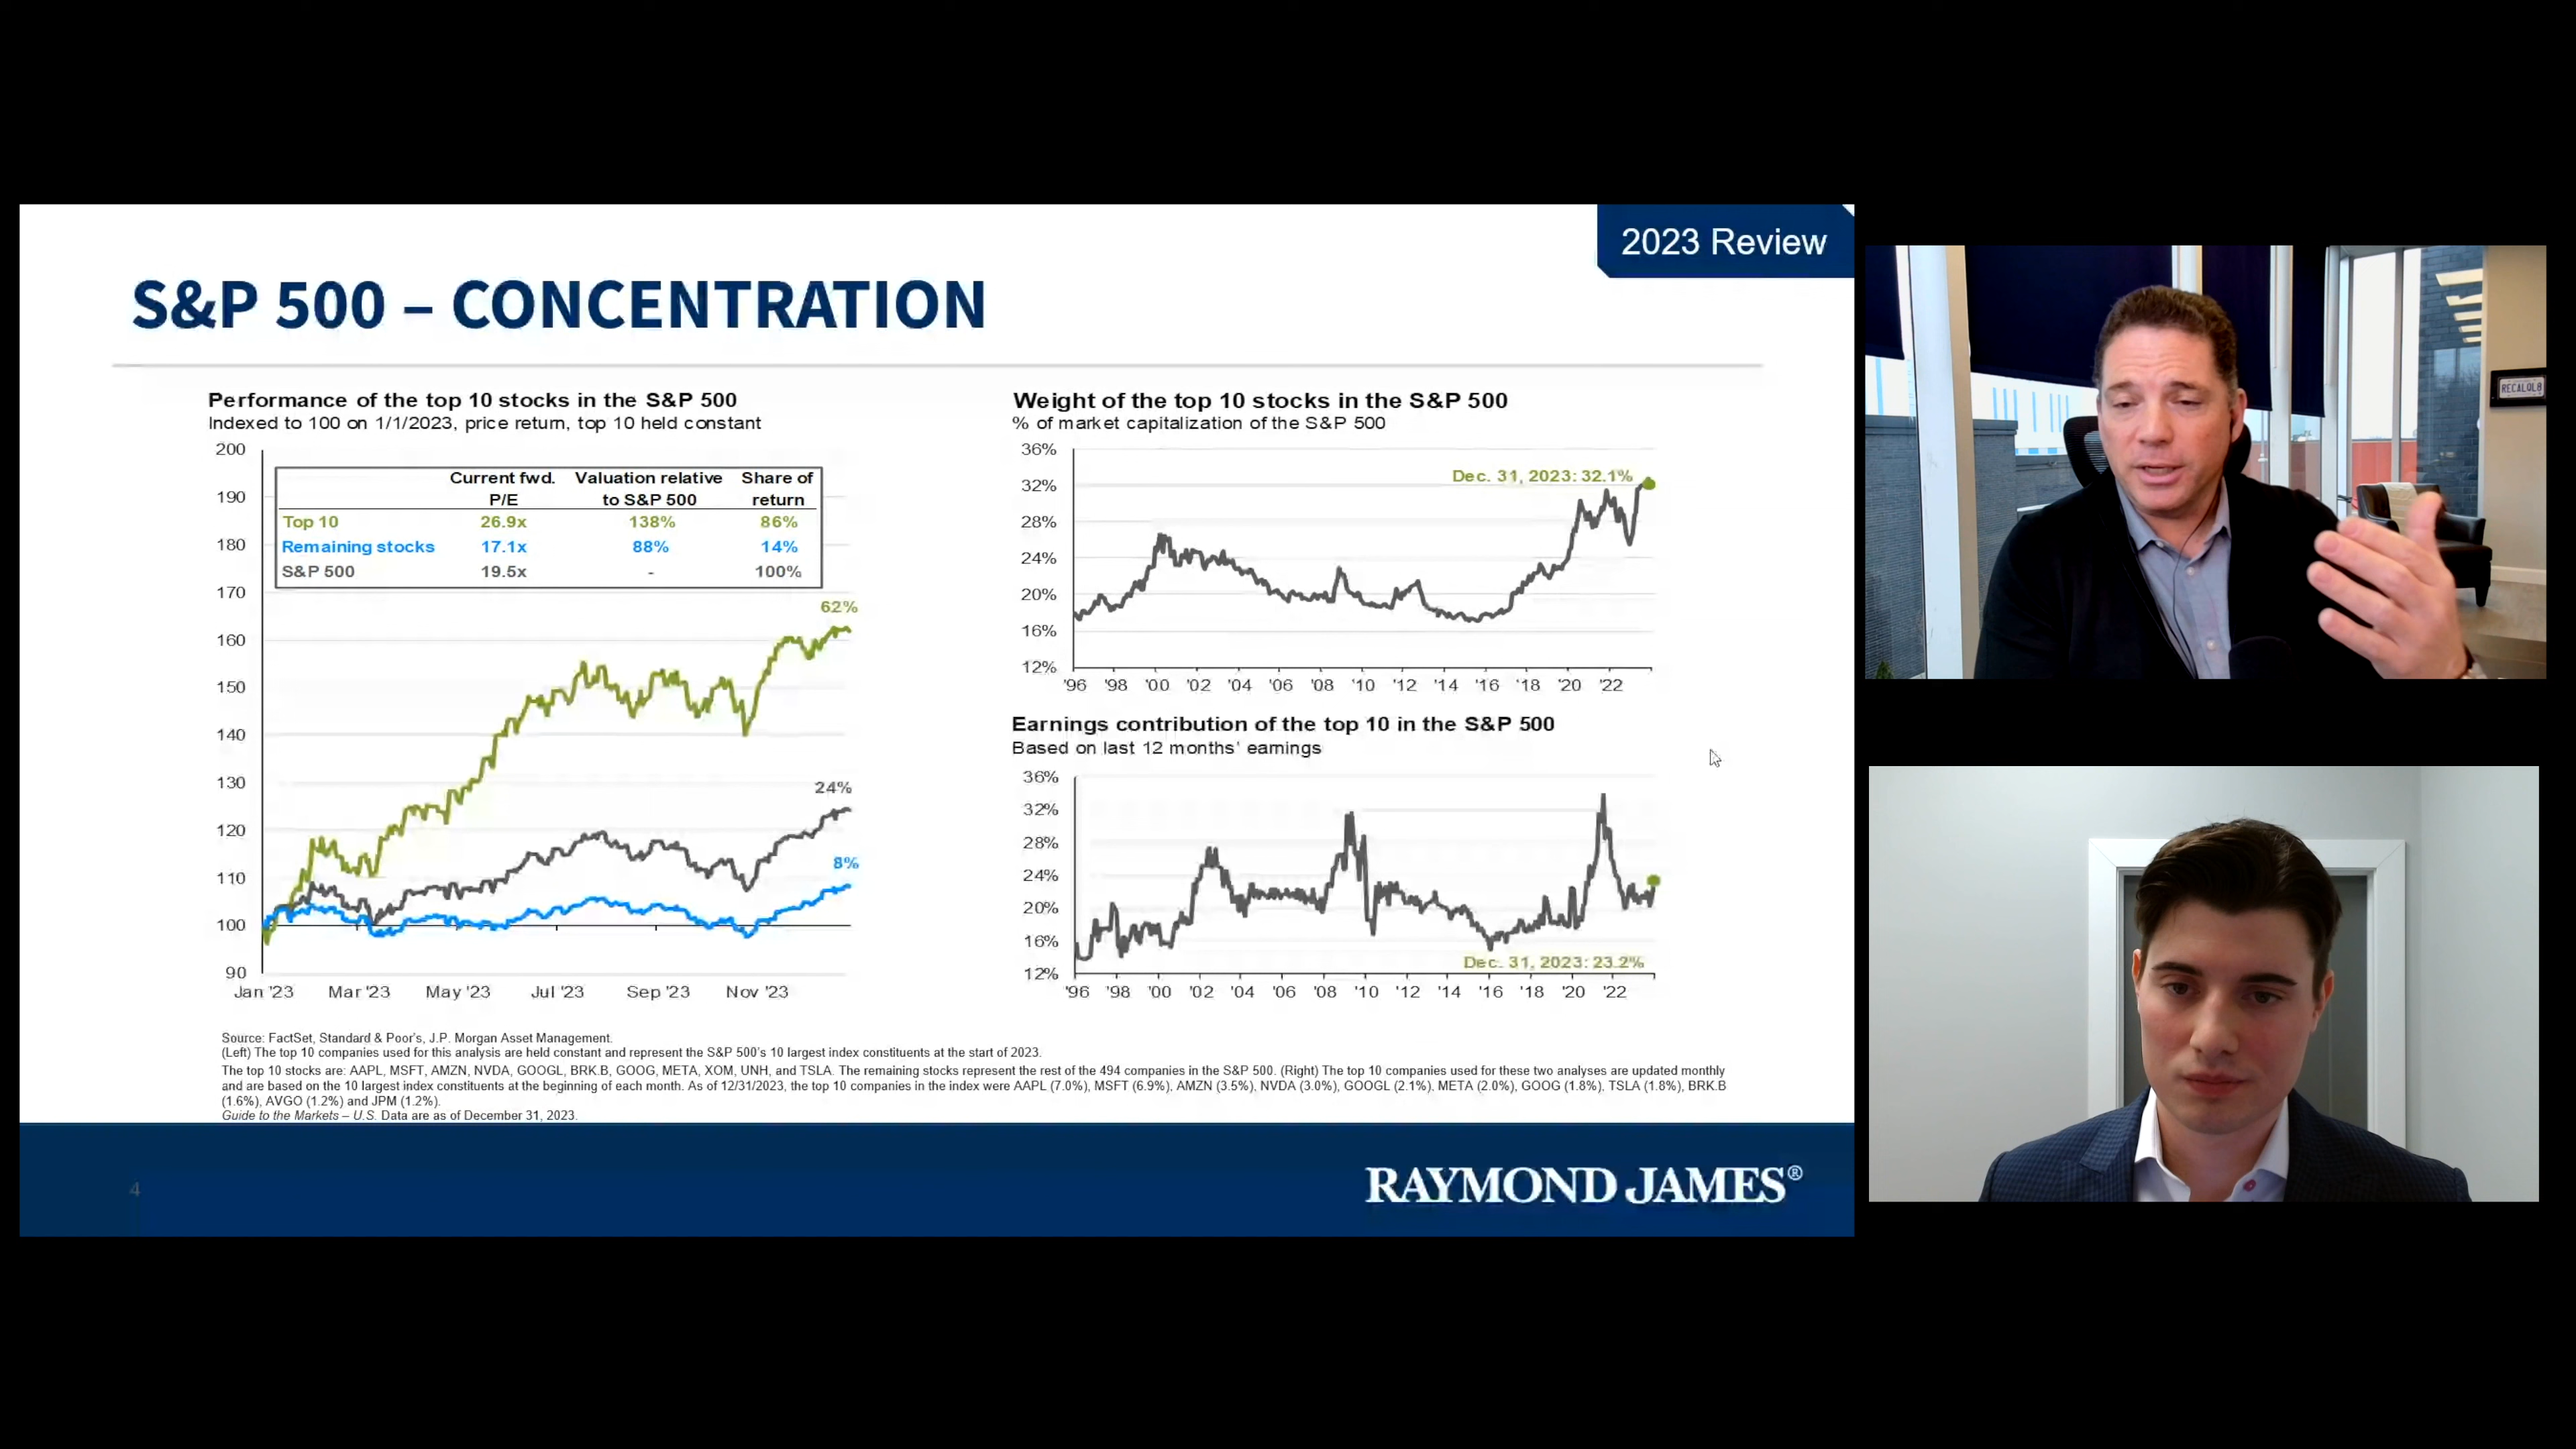 2023 Review
S&P 500 – CONCENTRATION
Performance of the top 10 stocks in the S&P 500
Indexed to 100 on 1/1/2023, price return, top 10 held constant
200
190
180
170
160
150
140
130
120
110
100
90
Current fwd. Valuation relative Share of
P/E to S&P 500 return
Top 10 26.9x 138% 86%
Remaining stocks 17.1x 88% 14%
S&P 500 19.5x - 100%
62%
24%
8%
Jan '23 Mar '23 May '23 Jul '23 Sep '23 Nov '23
Weight of the top 10 stocks in the S&P 500
% of market capitalization of the S&P 500
36%
32%
28%
24%
20%
16%
12%
Dec. 31, 2023: 32.1%
'96 '98 '00 '02 '04 '06 '08 '10 '12 '14 '16 '18 '20 '22
Earnings contribution of the top 10 in the S&P 500
Based on last 12 months' earnings
36%
32%
28%
24%
20%
16%
12%
Dec. 31, 2023: 23.2%
'96 '98 '00 '02 '04 '06 '08 '10 '12 '14 '16 '18 '20 '22
Source: FactSet, Standard & Poor's, J.P. Morgan Asset Management.
(Left) The top 10 companies used for this analysis are held constant and represent the S&P 500's 10 largest index constituents at the start of 2023.
The top 10 stocks are: AAPL, MSFT, AMZN, NVDA, GOOGL, BRK.B, GOOG, META, XOM, UNH, and TSLA. The remaining stocks represent the rest of the 494 companies in the S&P 500. (Right) The top 10 companies used for these two analyses are updated monthly
and are based on the 10 largest index constituents at the beginning of each month. As of 12/31/2023, the top 10 companies in the index were AAPL (7.0%), MSFT (6.9%), AMZN (3.5%), NVDA (3.0%), GOOGL (2.1%), META (2.0%), GOOG (1.8%), TSLA (1.8%), BRK.B
(1.6%), AVGO (1.2%) and JPM (1.2%).
Guide to the Markets – U.S. Data are as of December 31, 2023.
4
RAYMOND JAMES®